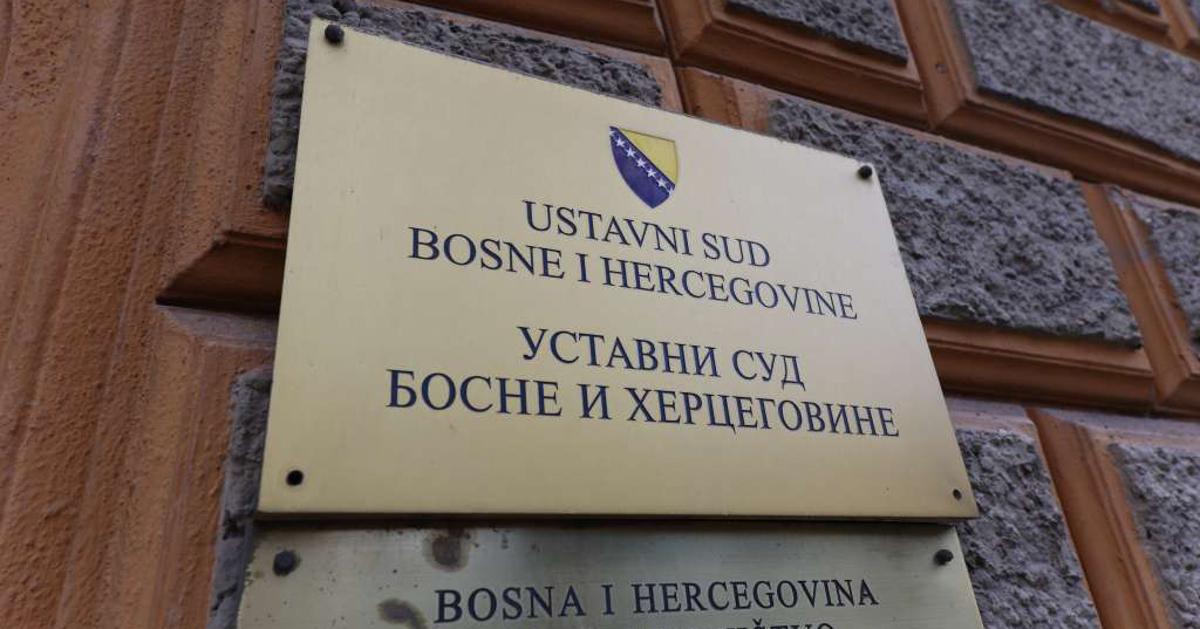 USTAVNI SUD
BOSNE I HERCEGOVINE
УСТАВНИ СУД
БОСНЕ И ХЕРЦЕГОВИНЕ
BOSNA I HERCEGOVINA